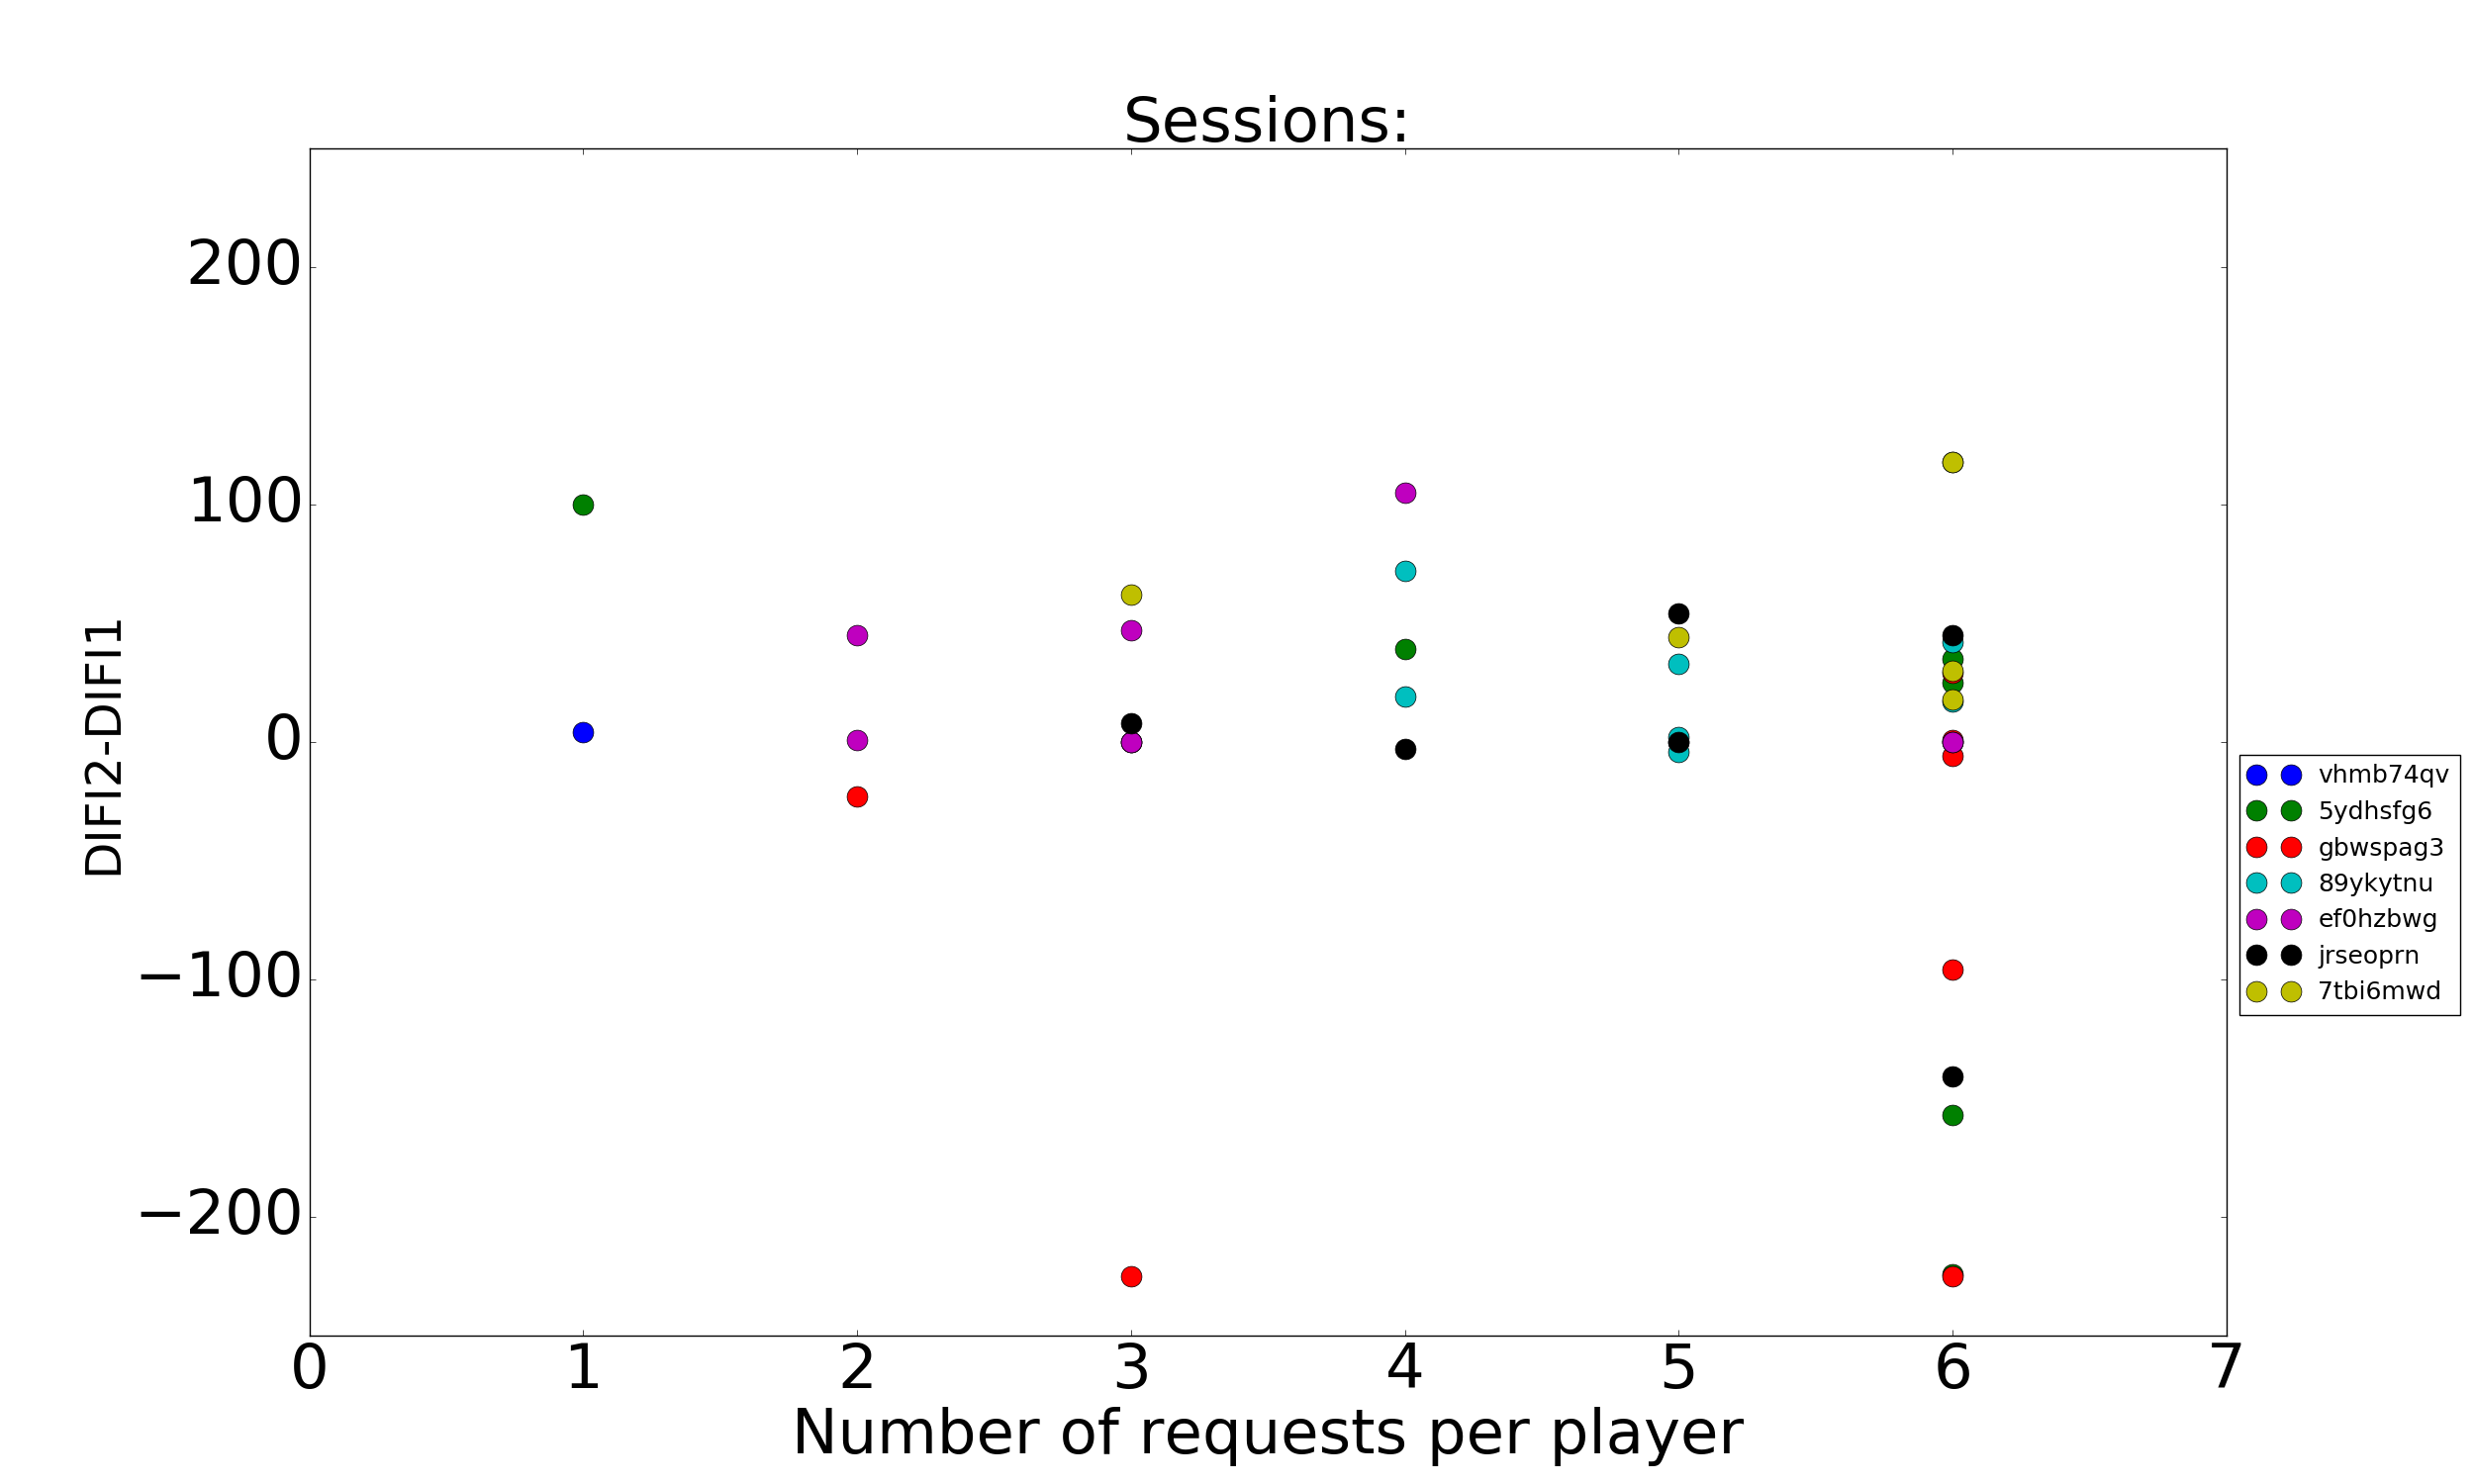 Sessions:
200
100
0
−100
−200
DIFI2-DIFI1
0 1 2 3 4 5 6 7
Number of requests per player
vhmb74qv
5ydhsfg6
gbwspag3
89ykytnu
ef0hzbwg
jrseoprn
7tbi6mwd